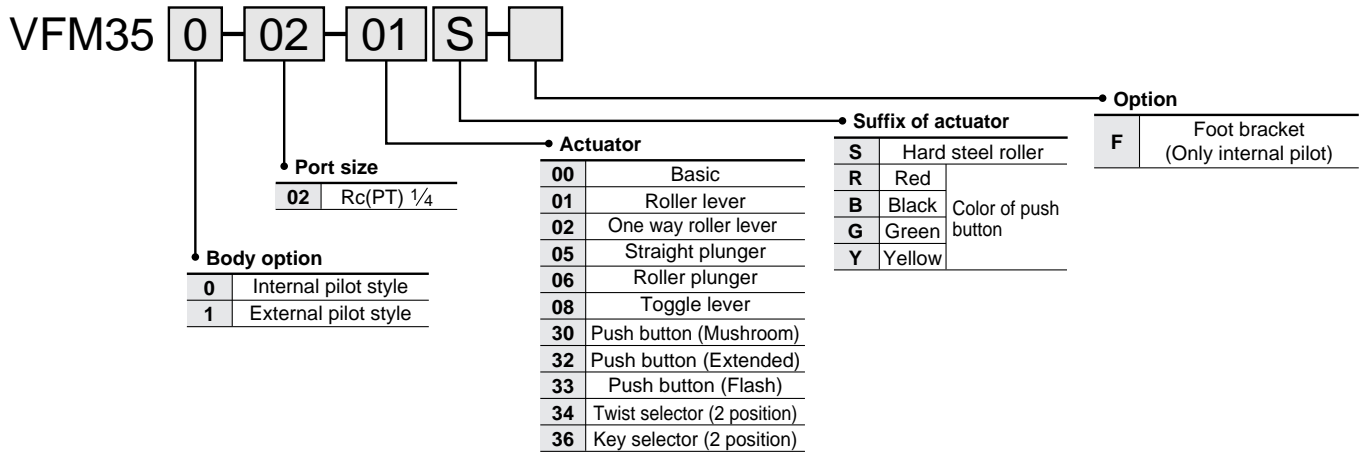 VFM35 0-02-01 S-
Port size
02 Rc(PT) 1⁄4
Body option
0 Internal pilot style
1 External pilot style
Actuator
00 Basic
01 Roller lever
02 One way roller lever
05 Straight plunger
06 Roller plunger
08 Toggle lever
30 Push button (Mushroom)
32 Push button (Extended)
33 Push button (Flash)
34 Twist selector (2 position)
36 Key selector (2 position)
Suffix of actuator
S Hard steel roller
R Red
B Black
G Green
Y Yellow
Color of push
button
Option
F Foot bracket
(Only internal pilot)